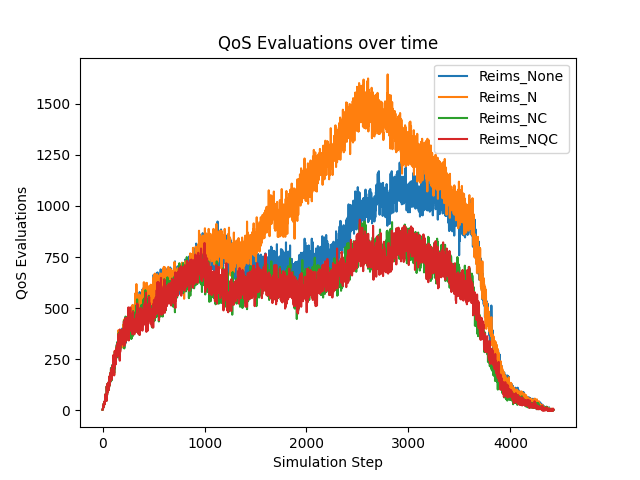 QoS Evaluations over time
Reims_None
Reims_N
Reims_NC
Reims_NQC
QoS Evaluations
1500
1250
1000
750
500
250
0
0 1000 2000 3000 4000
Simulation Step